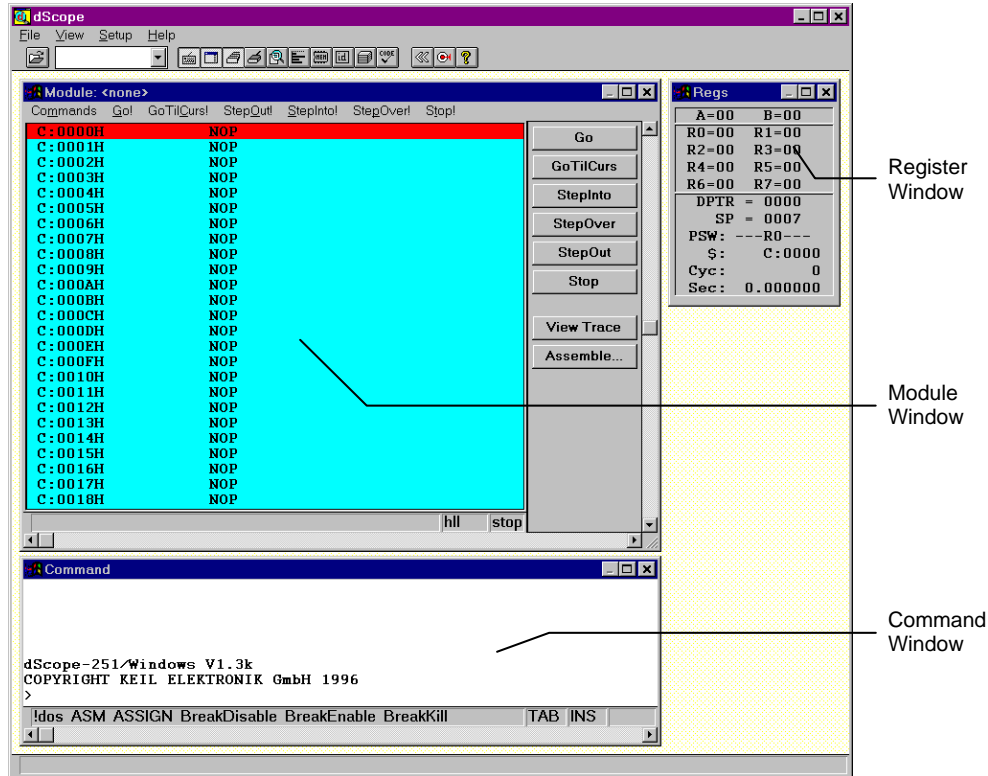 dScope
File View Setup Help
Module: <none>
Commands Go! GoTilCurs! StepOut! StepInto! StepOver! Stop!
C:0000H NOP
C:0001H NOP
C:0002H NOP
C:0003H NOP
C:0004H NOP
C:0005H NOP
C:0006H NOP
C:0007H NOP
C:0008H NOP
C:0009H NOP
C:000AH NOP
C:000BH NOP
C:000CH NOP
C:000DH NOP
C:000EH NOP
C:000FH NOP
C:0010H NOP
C:0011H NOP
C:0012H NOP
C:0013H NOP
C:0014H NOP
C:0015H NOP
C:0016H NOP
C:0017H NOP
C:0018H NOP
hll stop
Go
GoTilCurs
StepInto
StepOver
StepOut
Stop
View Trace
Assemble...
Regs
A=00 B=00
R0=00 R1=00
R2=00 R3=00
R4=00 R5=00
R6=00 R7=00
DPTR = 0000
SP = 0007
PSW: ---R0---
$: C:0000
Cyc: 0
Sec: 0.000000
Register
Window
Module
Window
Command
dScope-251/Windows V1.3k
COPYRIGHT KEIL ELEKTRONIK GmbH 1996
>
!dos ASM ASSIGN BreakDisable BreakEnable BreakKill TAB INS
Command
Window